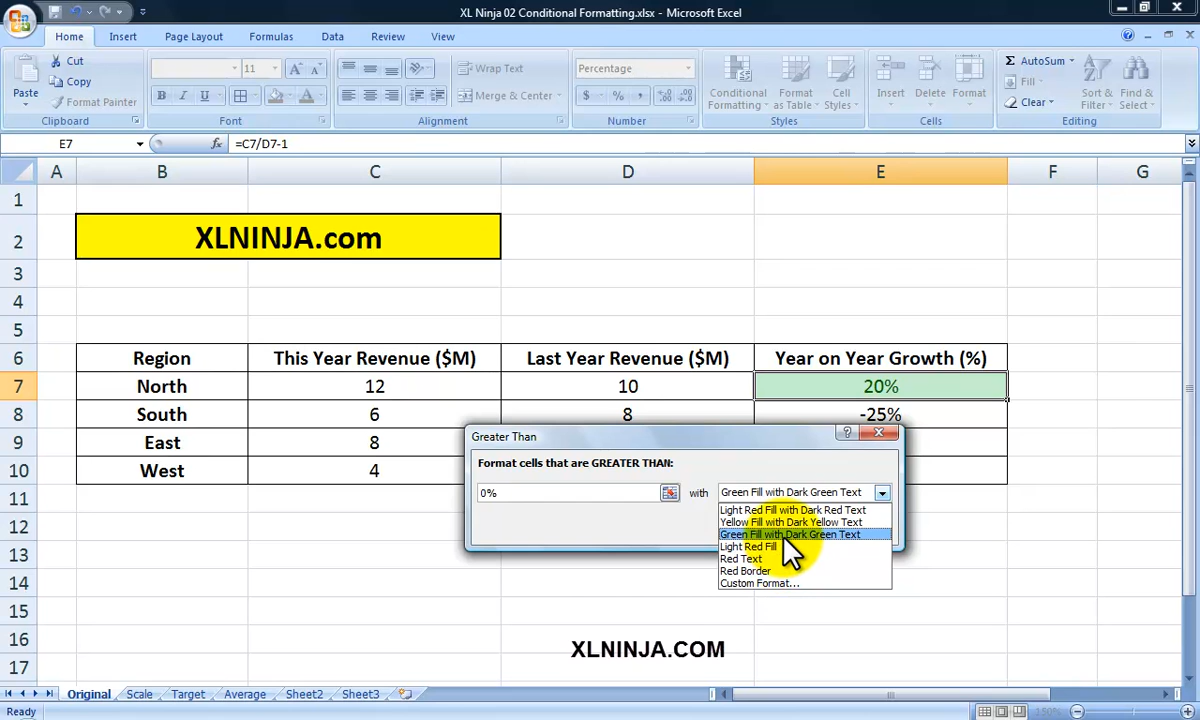 XL Ninja 02 Conditional Formatting.xlsx - Microsoft Excel
Home Insert Page Layout Formulas Data Review View
Paste
Cut
Copy
Format Painter
11
Wrap Text
Merge & Center
Percentage
Conditional Formatting
Format as Table
Cell Styles
Insert
Delete
Format
AutoSum
Fill
Clear
Sort & Filter
Find & Select
Clipboard Font Alignment Number Styles Cells Editing
E7 fx =C7/D7-1
A B C D E F G
1
XLNINJA.com
2
3
4
5
6 Region This Year Revenue ($M) Last Year Revenue ($M) Year on Year Growth (%)
7 North 12 10 20%
8 South 6 8 -25%
9 East 8
10 West 4
Greater Than
Format cells that are GREATER THAN:
0% with Green Fill with Dark Green Text
Light Red Fill with Dark Red Text
Yellow Fill with Dark Yellow Text
Green Fill with Dark Green Text
Light Red Fill
Red Text
Red Border
Custom Format...
11
12
13
14
15
16
XLNINJA.COM
17
Original Scale Target Average Sheet2 Sheet3
Ready 150%